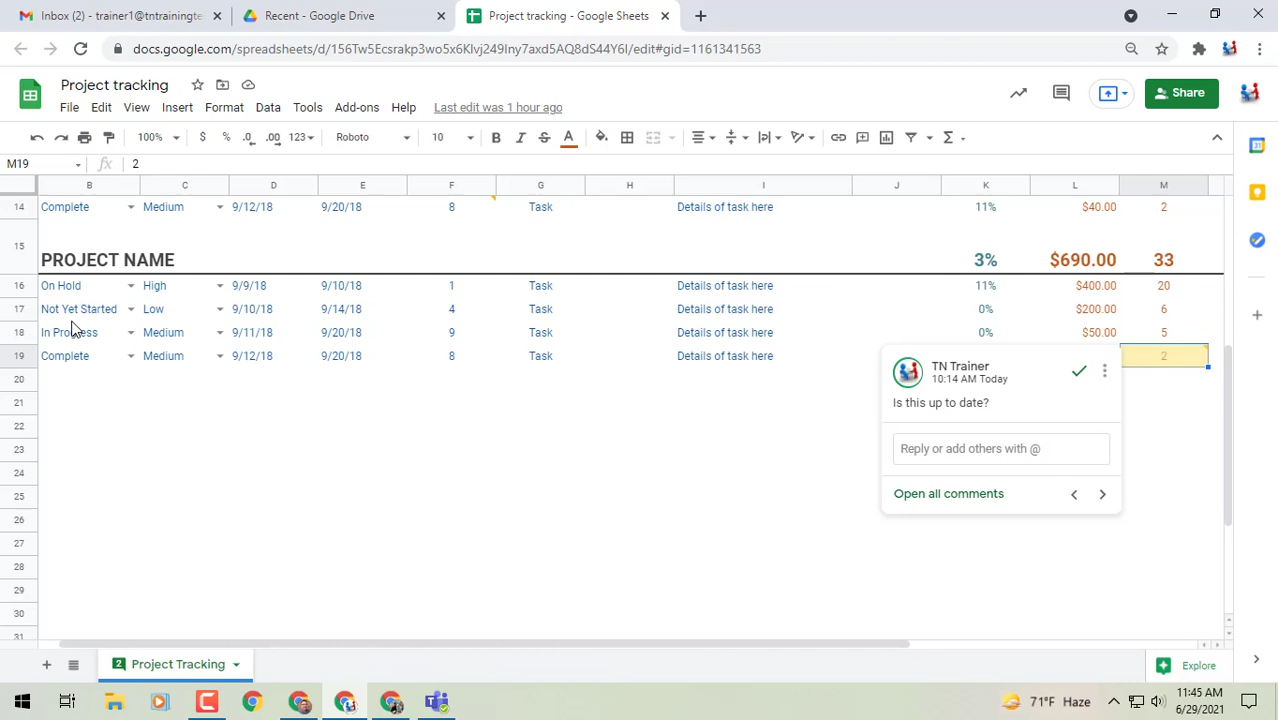 Inbox (2) - trainer1@tntrainingte
Recent - Google Drive
Project tracking - Google Sheets
docs.google.com/spreadsheets/d/156Tw5Ecsrakp3wo5x6Klvj249Iny7axd5AQ8dS44Y6I/edit#gid=1161341563
Project tracking
File Edit View Insert Format Data Tools Add-ons Help Last edit was 1 hour ago
Share
100% $ % .0 .00 123 Roboto 10 B I S A Σ
M19 fx 2
B C D E F G H I J K L M
14 Complete Medium 9/12/18 9/20/18 8 Task Details of task here 11% $40.00 2
15 PROJECT NAME 3% $690.00 33
16 On Hold High 9/9/18 9/10/18 1 Task Details of task here 11% $400.00 20
17 Not Yet Started Low 9/10/18 9/14/18 6 Task Details of task here 0% $200.00 6
18 In Progress Medium 9/11/18 9/20/18 9 Task Details of task here 0% $50.00 5
19 Complete Medium 9/12/18 9/20/18 8 Task Details of task here 2
TN Trainer
10:14 AM Today
Is this up to date?
Reply or add others with @
Open all comments
20
21
22
23
24
25
26
27
28
29
30
31
2 Project Tracking
Explore
71°F Haze
11:45 AM
6/29/2021